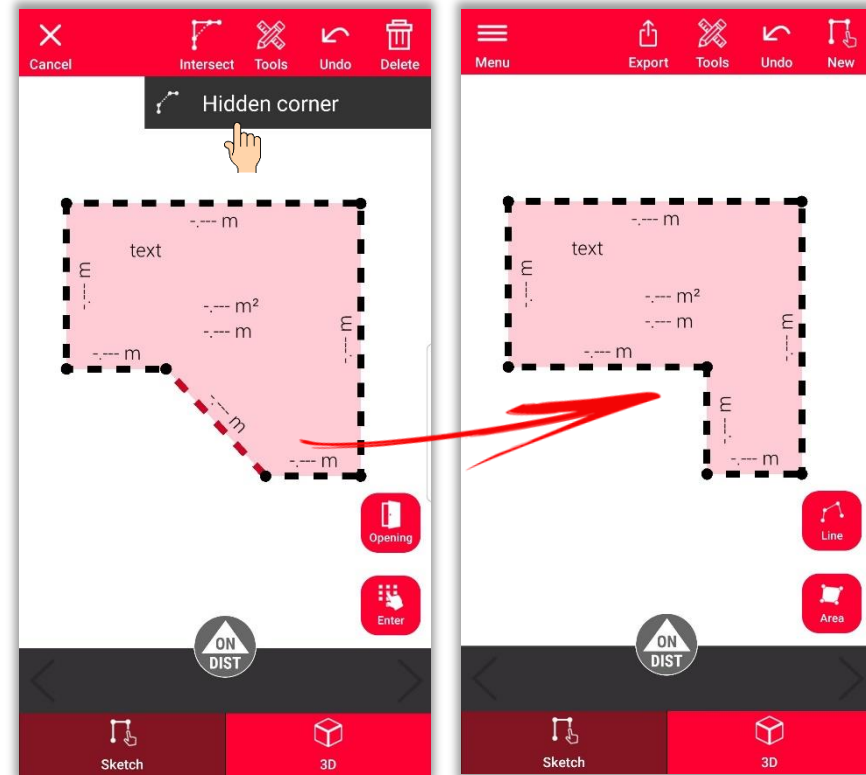 Cancel
Intersect
Tools
Undo
Delete
Hidden corner
-.--- m
text
-.--- m
-.--- m²
-.--- m
-.--- m
-.--- m
-.--- m
-.--- m
Opening
Enter
ON
DIST
Sketch
3D
Menu
Export
Tools
Undo
New
-.--- m
text
-.--- m
-.--- m²
-.--- m
-.--- m
-.--- m
-.--- m
-.--- m
Line
Area
ON
DIST
Sketch
3D